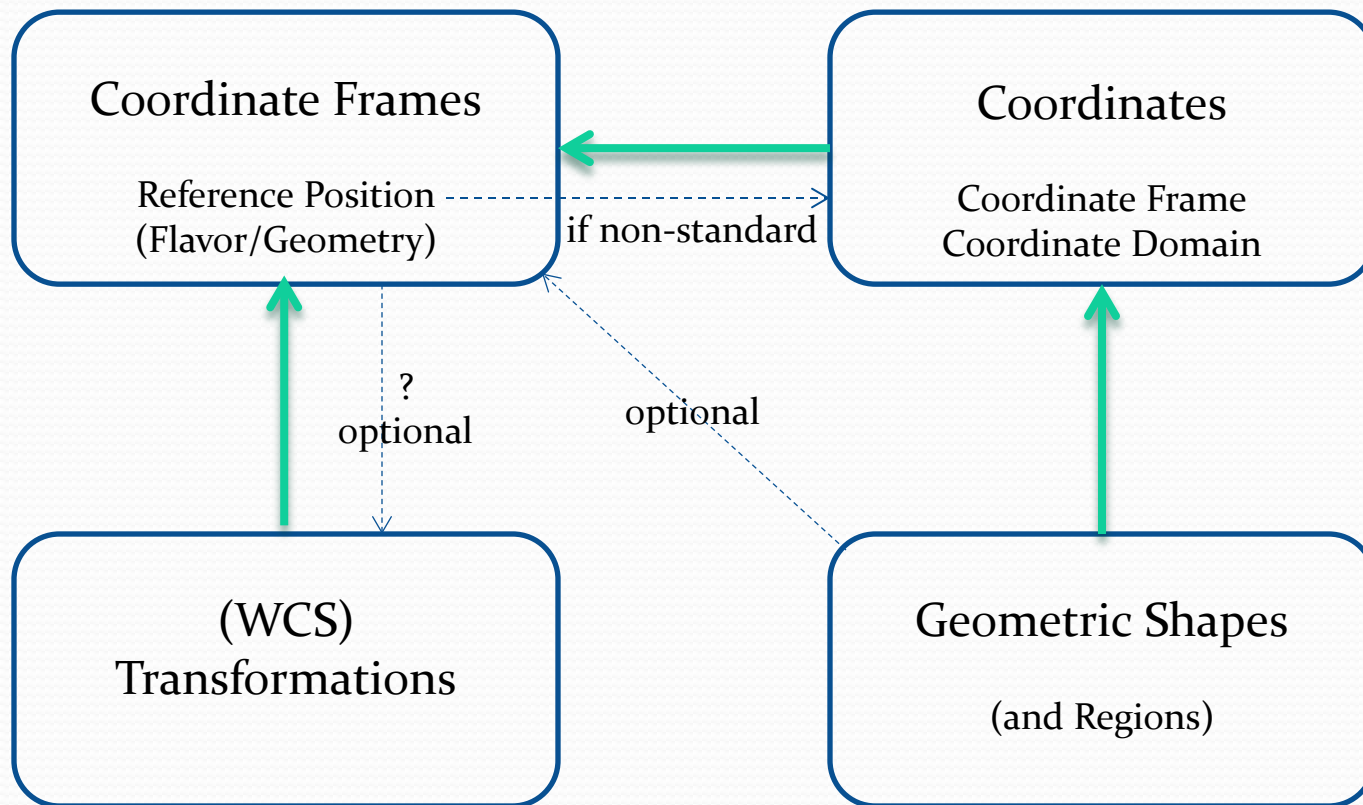 Coordinate Frames
Reference Position
(Flavor/Geometry)
if non-standard
Coordinates
Coordinate Frame
Coordinate Domain
?
optional
optional
(WCS)
Transformations
Geometric Shapes
(and Regions)